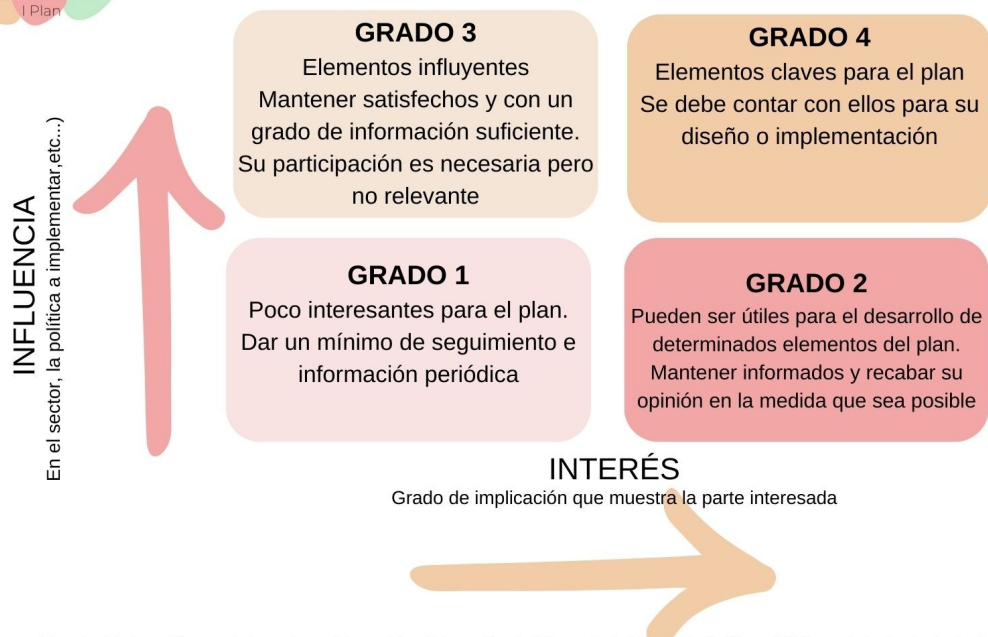 l Plan
GRADO 3
Elementos influyentes
Mantener satisfechos y con un
grado de información suficiente.
Su participación es necesaria pero
no relevante
GRADO 4
Elementos claves para el plan
Se debe contar con ellos para su
diseño o implementación
INFLUENCIA
En el sector, la política a implementar,etc...)
GRADO 1
Poco interesantes para el plan.
Dar un mínimo de seguimiento e
información periódica
GRADO 2
Pueden ser útiles para el desarrollo de
determinados elementos del plan.
Mantener informados y recabar su
opinión en la medida que sea posible
INTERÉS
Grado de implicación que muestra la parte interesada